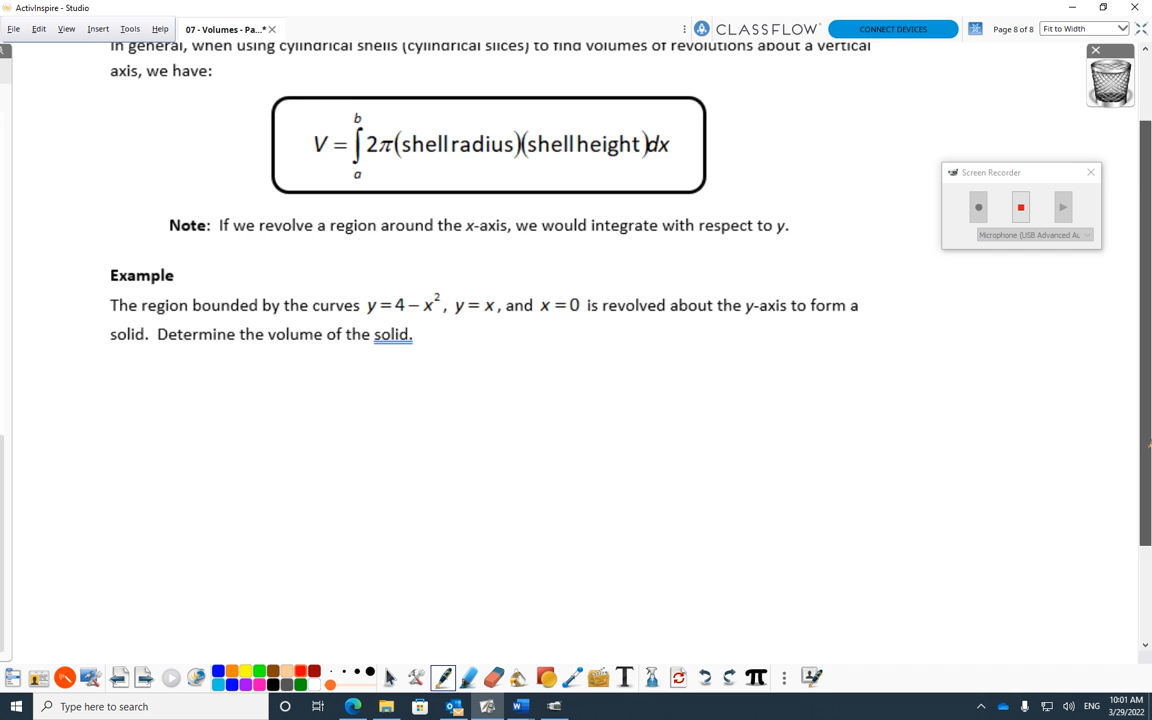 ActivInspire - Studio
File Edit View Insert Tools Help 07 - Volumes - Pa...* CLASSFLOW CONNECT DEVICES Page 8 of 8 Fit to Width
In general, when using cylindrical shells (cylindrical slices) to find volumes of revolutions about a vertical
axis, we have:
V = ∫_a^b 2π(shell radius)(shell height)dx
Screen Recorder
Microphone (USB Advanced Au
Note: If we revolve a region around the x-axis, we would integrate with respect to y.
Example
The region bounded by the curves y = 4 − x², y = x, and x = 0 is revolved about the y-axis to form a
solid. Determine the volume of the solid.
Type here to search
ENG
10:01 AM
3/29/2022